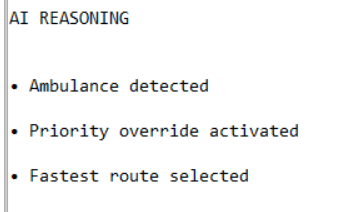 AI REASONING
• Ambulance detected
• Priority override activated
• Fastest route selected